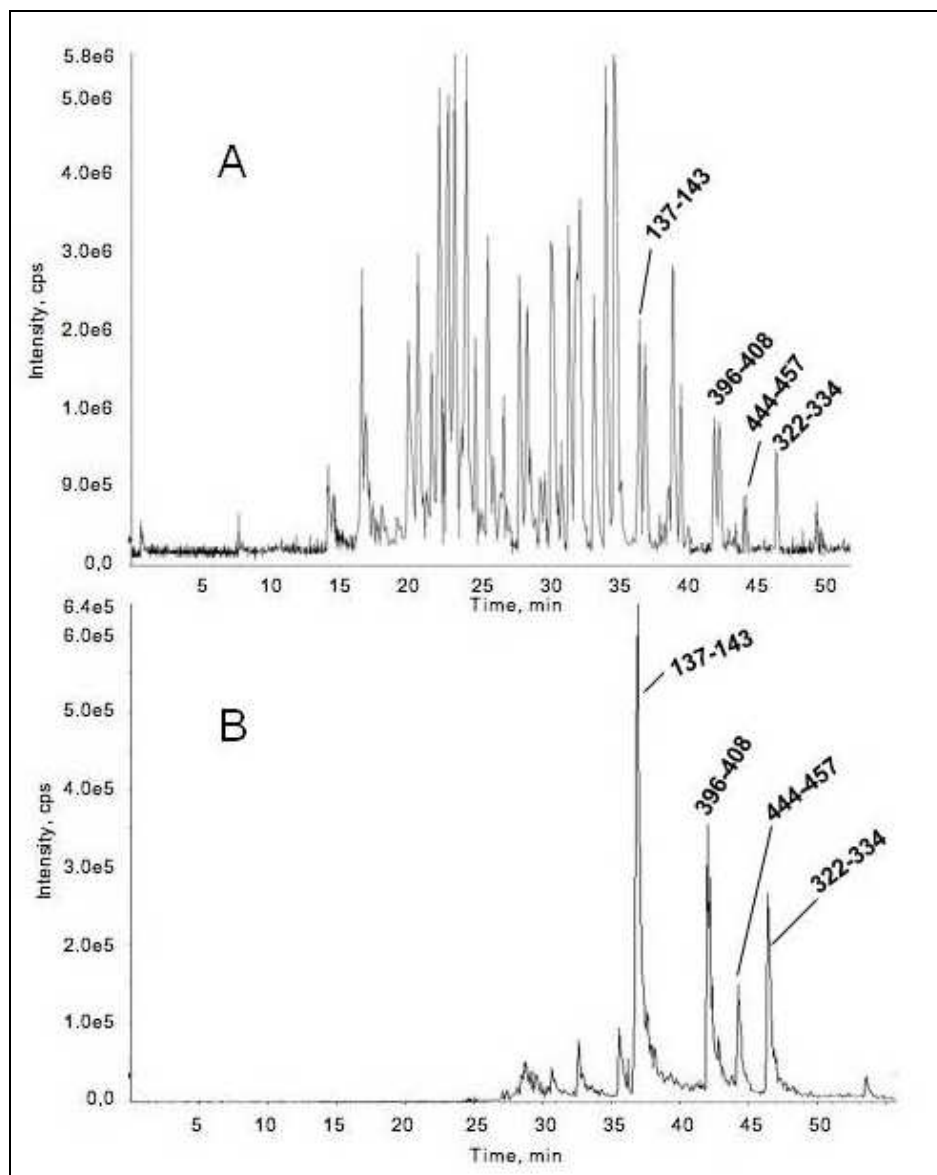 5.8e6
5.0e6
4.0e6
3.0e6
2.0e6
1.0e6
9.0e5
0,0
Intensity, cps
A
137-143
396-408
444-457
322-334
5 10 15 20 25 30 35 40 45 50
Time, min
6.4e5
6.0e5
5.0e5
4.0e5
3.0e5
2.0e5
1.0e5
0,0
Intensity, cps
B
137-143
396-408
444-457
322-334
5 10 15 20 25 30 35 40 45 50
Time, min